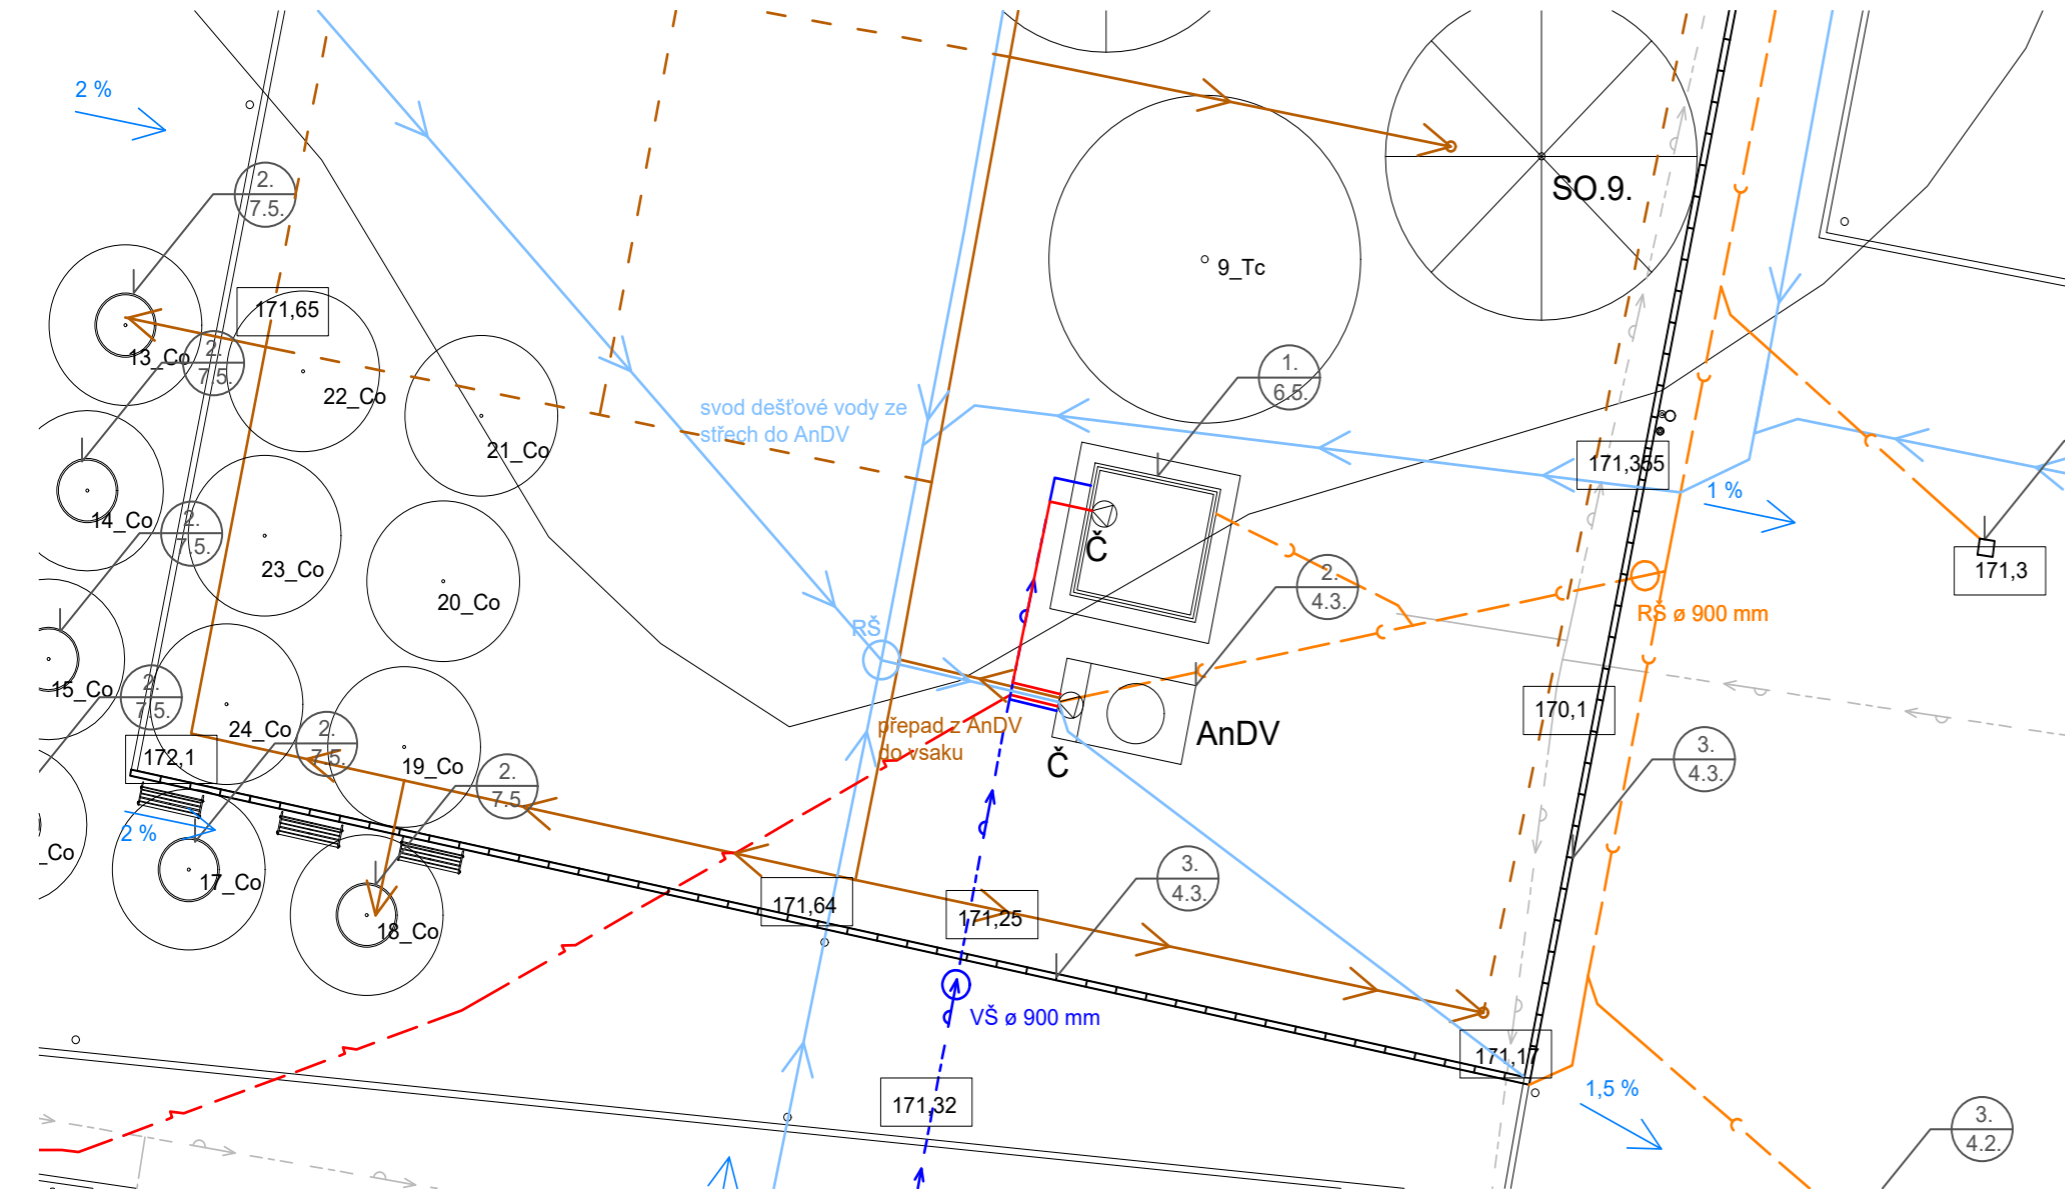 2 %
2.
7.5.
SO.9.
9_Tc
171,65
13_Co
2.
7.5.
22_Co
1.
6.5.
svod dešťové vody ze
střech do AnDV
21_Co
171,355
1 %
14_Co
2.
7.5.
23_Co
20_Co
Č
171,3
2.
4.3.
RŠ
RŠ ø 900 mm
15_Co
2.
7.5.
24_Co
2.
7.5.
přepad z AnDV
do vsaku
AnDV
170,1
172,1
19_Co
Č
3.
4.3.
2.
7.5.
2 %
_Co
17_Co
3.
4.3.
171,64
171,25
18_Co
VŠ ø 900 mm
171,17
1,5 %
171,32
3.
4.2.